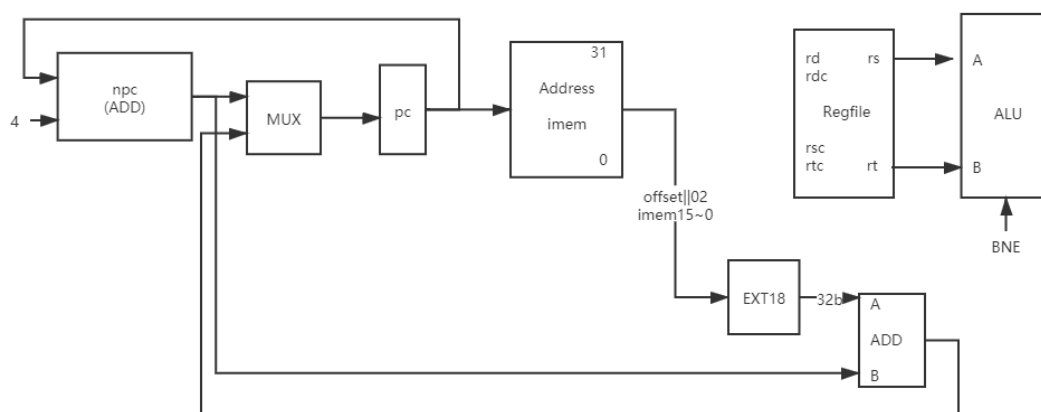 npc
(ADD)
4
MUX
pc
31
Address
imem
0
offset||02
imem15~0
EXT18
32b
A
ADD
B
rd
rs
rdc
Regfile
rsc
rtc
rt
A
ALU
B
BNE